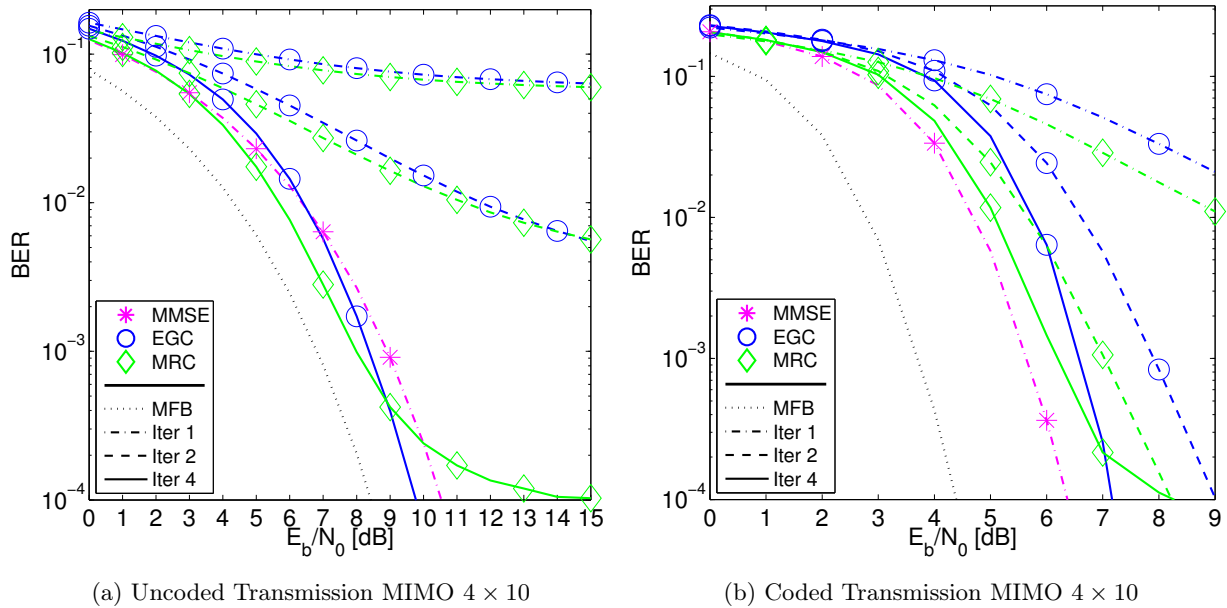 10⁻¹
10⁻²
10⁻³
10⁻⁴
BER
MMSE
EGC
MRC
MFB
Iter 1
Iter 2
Iter 4
0 1 2 3 4 5 6 7 8 9 10 11 12 13 14 15
E_b/N_0 [dB]
(a) Uncoded Transmission MIMO 4 × 10
10⁻¹
10⁻²
10⁻³
10⁻⁴
BER
MMSE
EGC
MRC
MFB
Iter 1
Iter 2
Iter 4
0 1 2 3 4 5 6 7 8 9
E_b/N_0 [dB]
(b) Coded Transmission MIMO 4 × 10